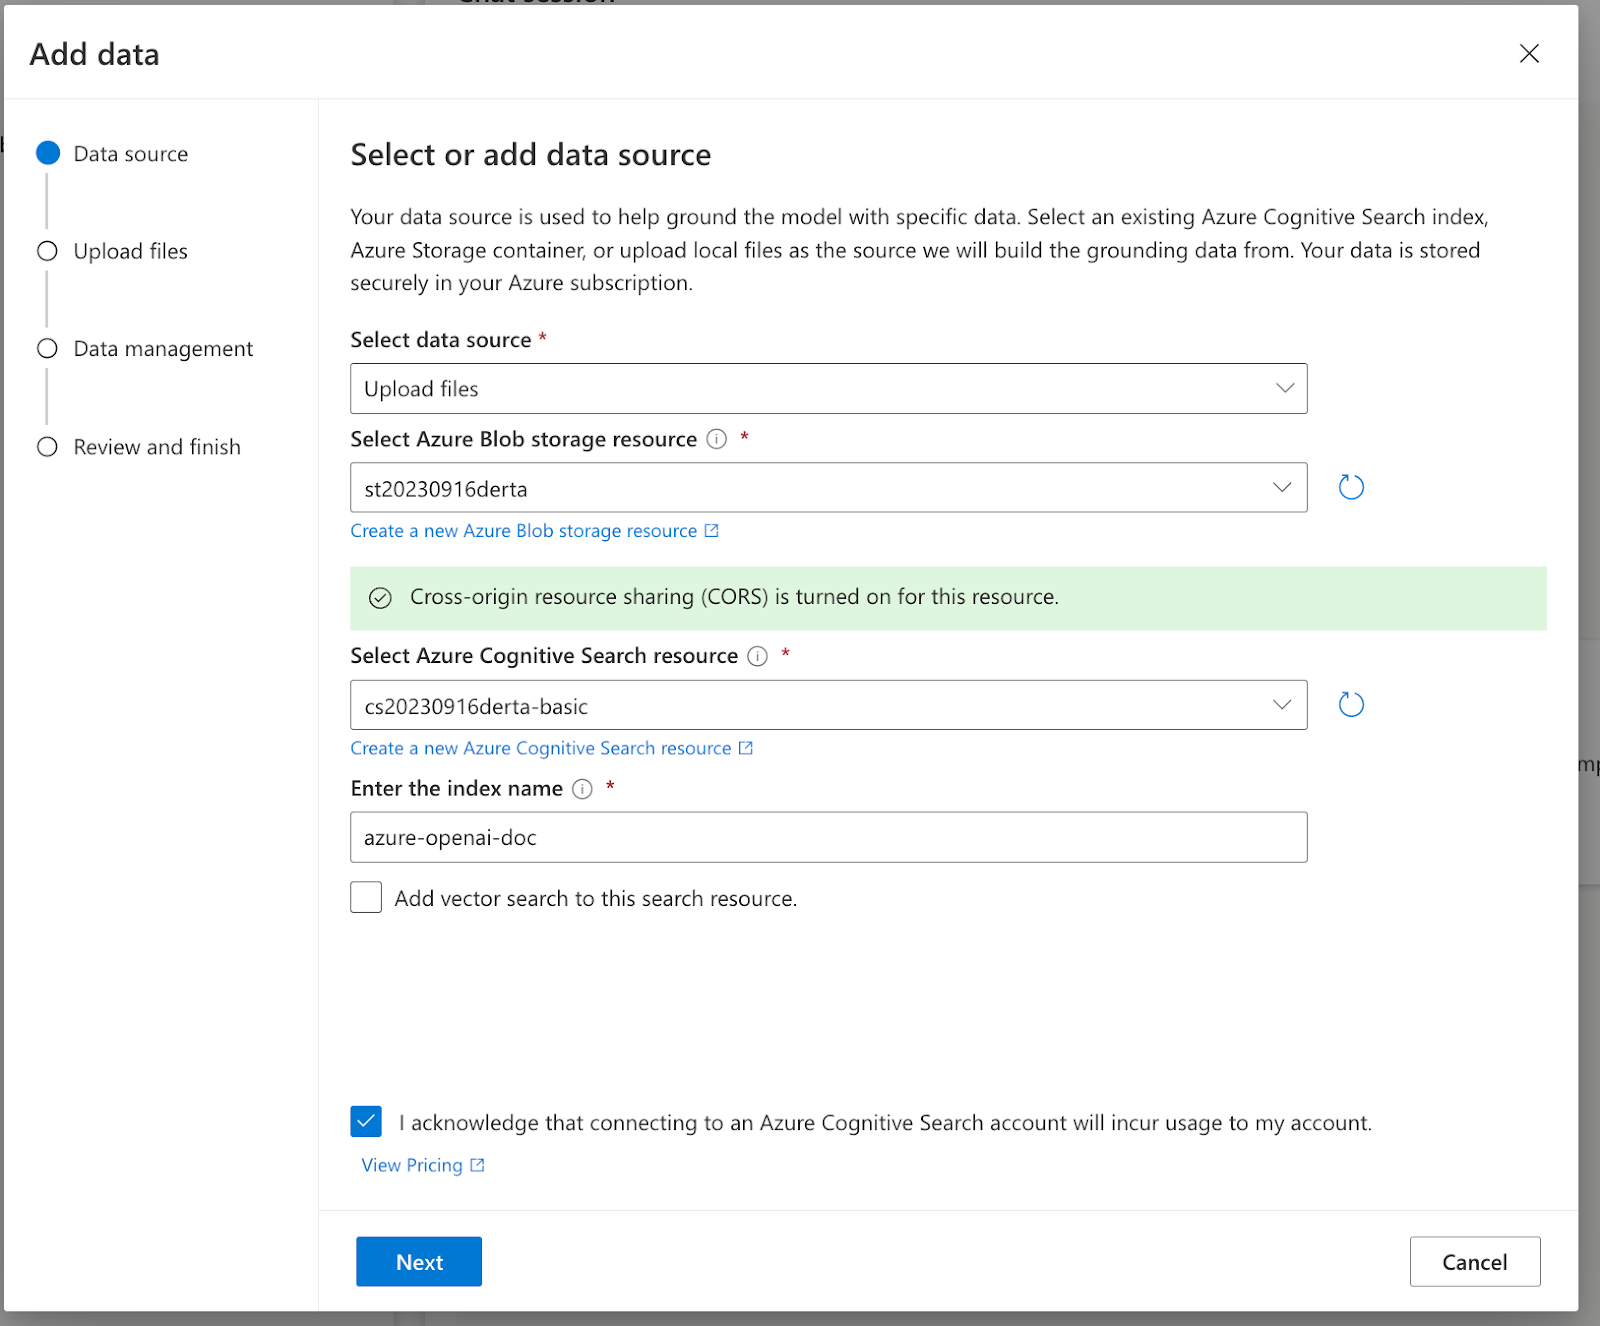 Chat session
Add data
Data source
Upload files
Data management
Review and finish
Select or add data source
Your data source is used to help ground the model with specific data. Select an existing Azure Cognitive Search index,
Azure Storage container, or upload local files as the source we will build the grounding data from. Your data is stored
securely in your Azure subscription.
Select data source *
Upload files
Select Azure Blob storage resource *
st20230916derta
Create a new Azure Blob storage resource
Cross-origin resource sharing (CORS) is turned on for this resource.
Select Azure Cognitive Search resource *
cs20230916derta-basic
Create a new Azure Cognitive Search resource
Enter the index name *
azure-openai-doc
Add vector search to this search resource.
I acknowledge that connecting to an Azure Cognitive Search account will incur usage to my account.
View Pricing
Next
Cancel